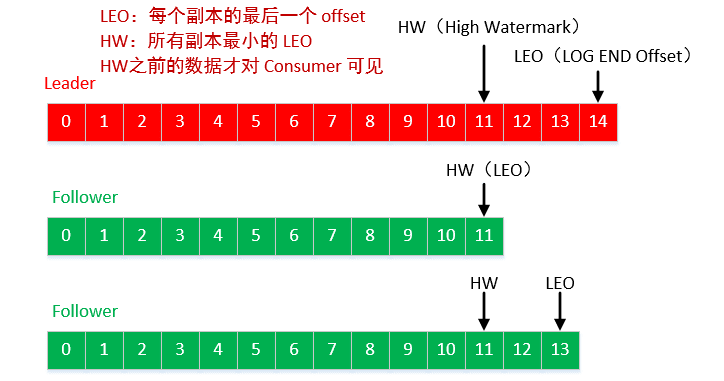 LEO：每个副本的最后一个 offset
HW：所有副本最小的 LEO
HW之前的数据才对 Consumer 可见
HW（High Watermark）
LEO（LOG END Offset）
Leader
0 1 2 3 4 5 6 7 8 9 10 11 12 13 14
HW（LEO）
Follower
0 1 2 3 4 5 6 7 8 9 10 11
HW LEO
Follower
0 1 2 3 4 5 6 7 8 9 10 11 12 13